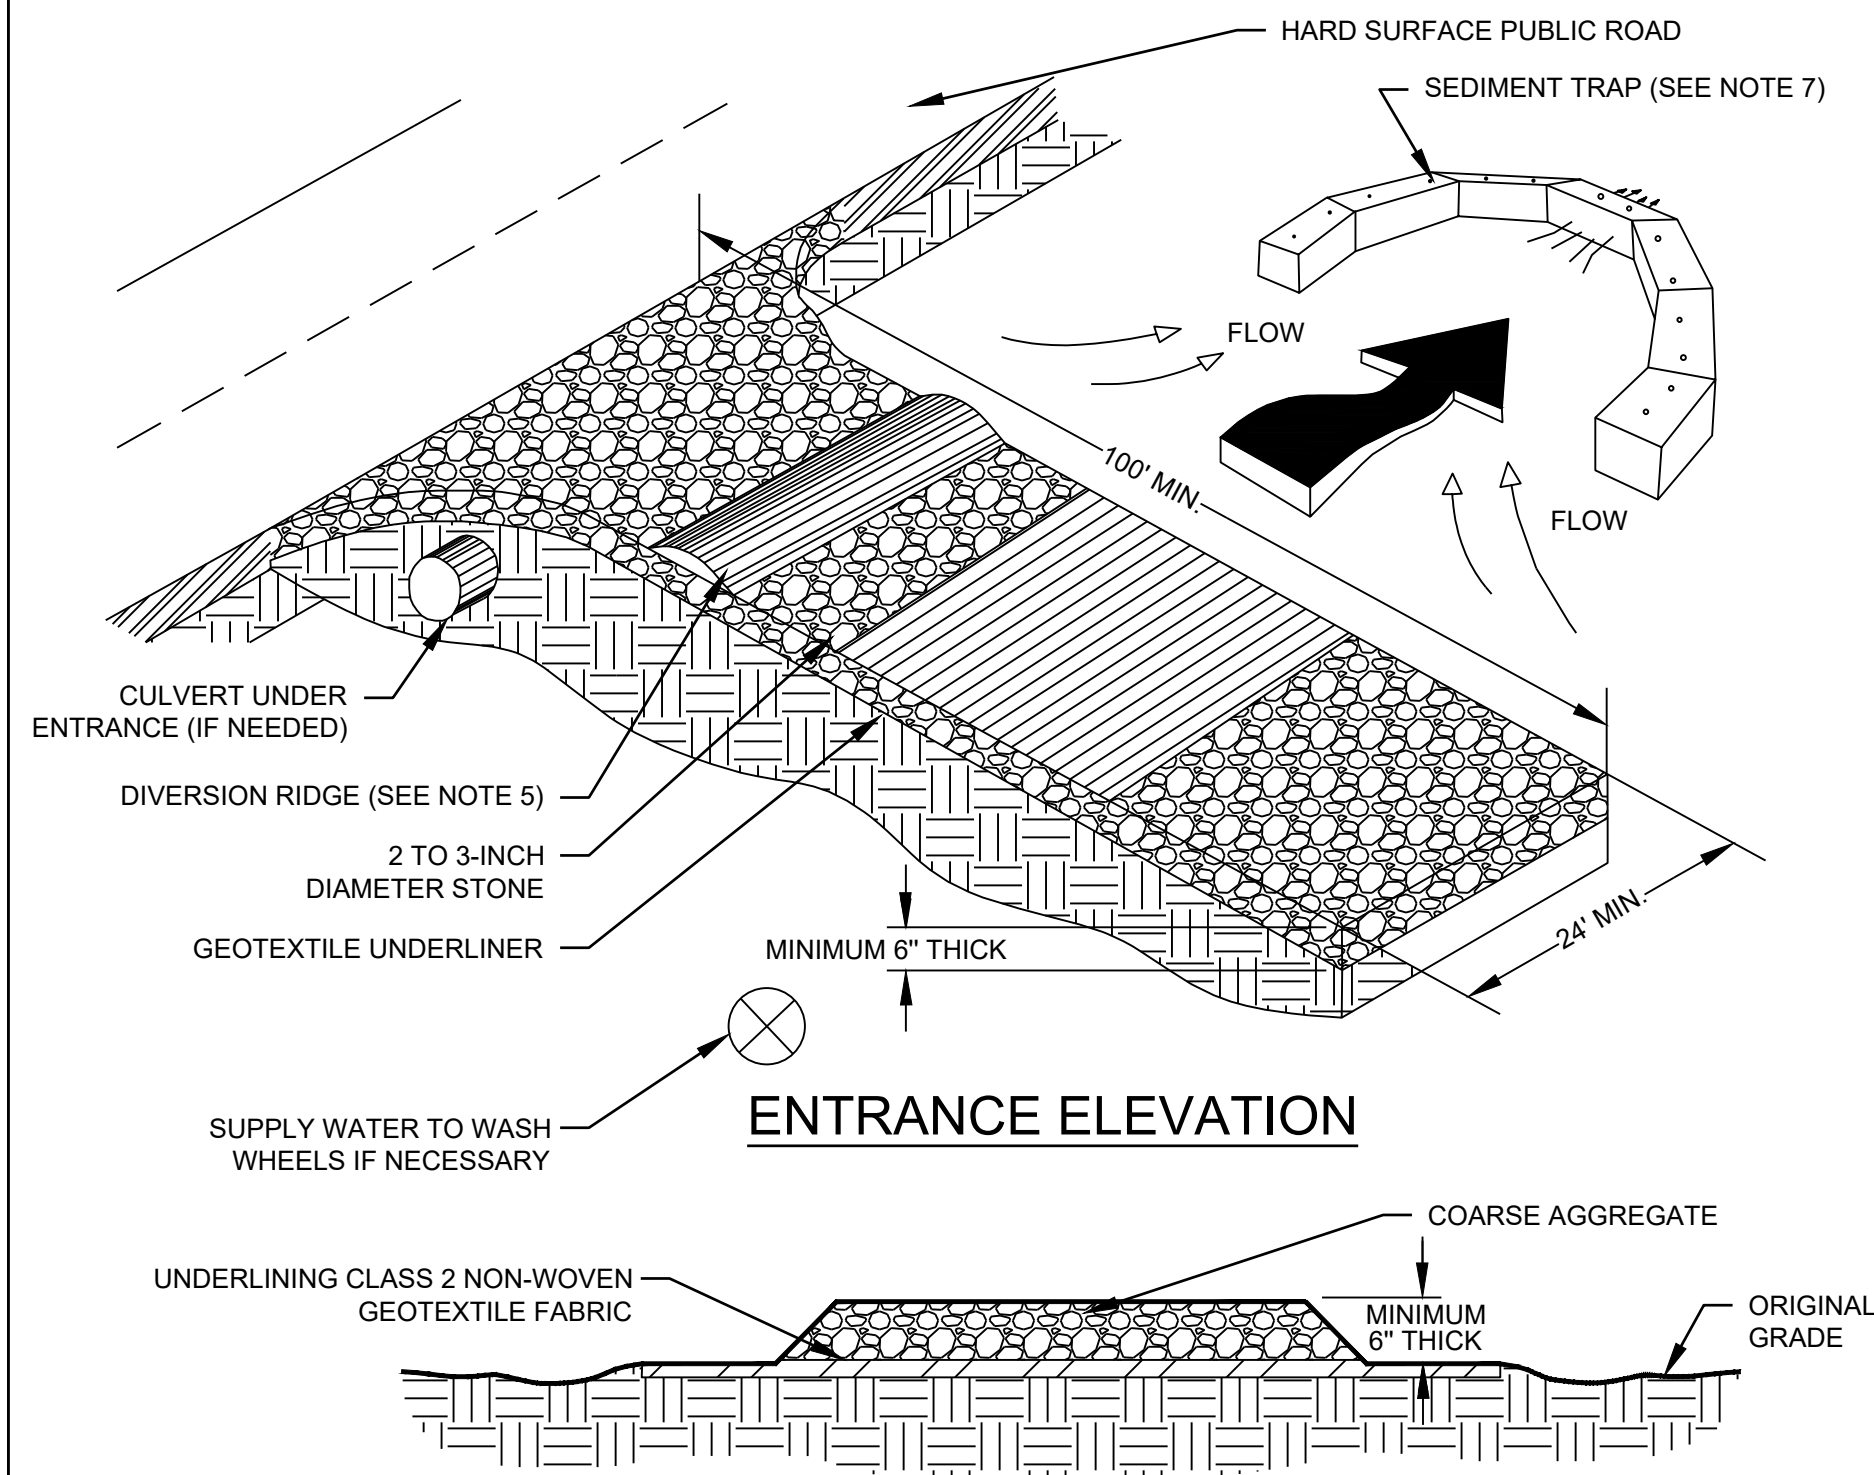 HARD SURFACE PUBLIC ROAD
SEDIMENT TRAP (SEE NOTE 7)
FLOW
100' MIN.
FLOW
CULVERT UNDER
ENTRANCE (IF NEEDED)
DIVERSION RIDGE (SEE NOTE 5)
2 TO 3-INCH
DIAMETER STONE
GEOTEXTILE UNDERLINER
MINIMUM 6" THICK
24' MIN.
SUPPLY WATER TO WASH
WHEELS IF NECESSARY
ENTRANCE ELEVATION
COARSE AGGREGATE
UNDERLINING CLASS 2 NON-WOVEN
GEOTEXTILE FABRIC
MINIMUM
6" THICK
ORIGINAL
GRADE